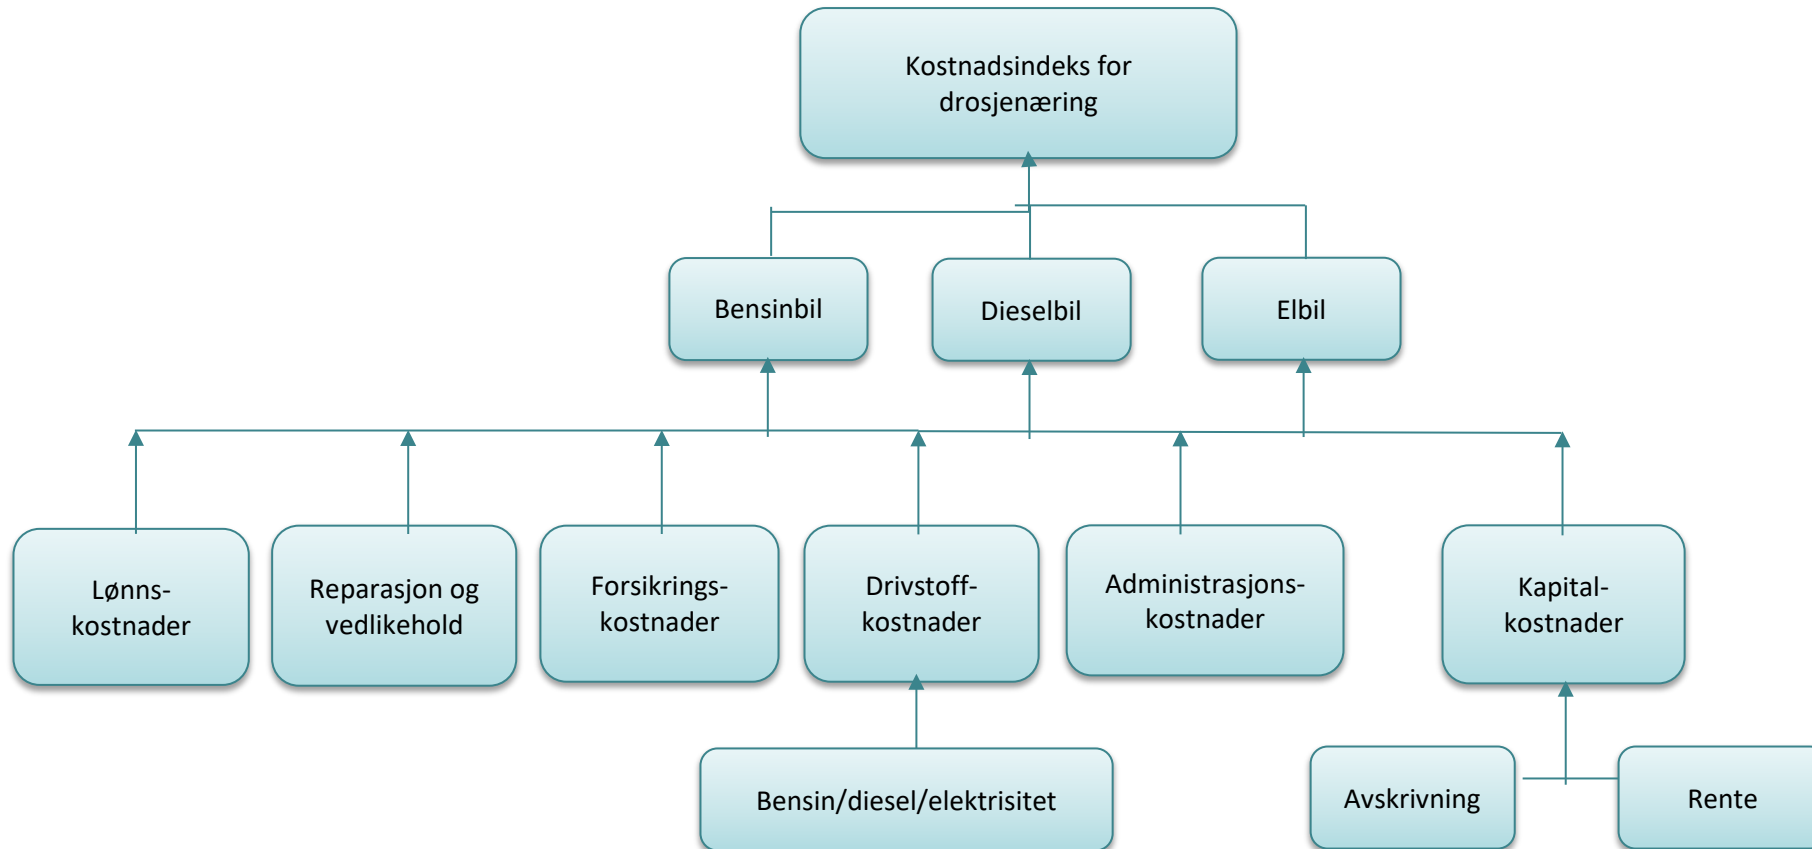 Kostnadsindeks for
drosjenæring
Bensinbil
Dieselbil
Elbil
Lønns-
kostnader
Reparasjon og
vedlikehold
Forsikrings-
kostnader
Drivstoff-
kostnader
Administrasjons-
kostnader
Kapital-
kostnader
Bensin/diesel/elektrisitet
Avskrivning
Rente